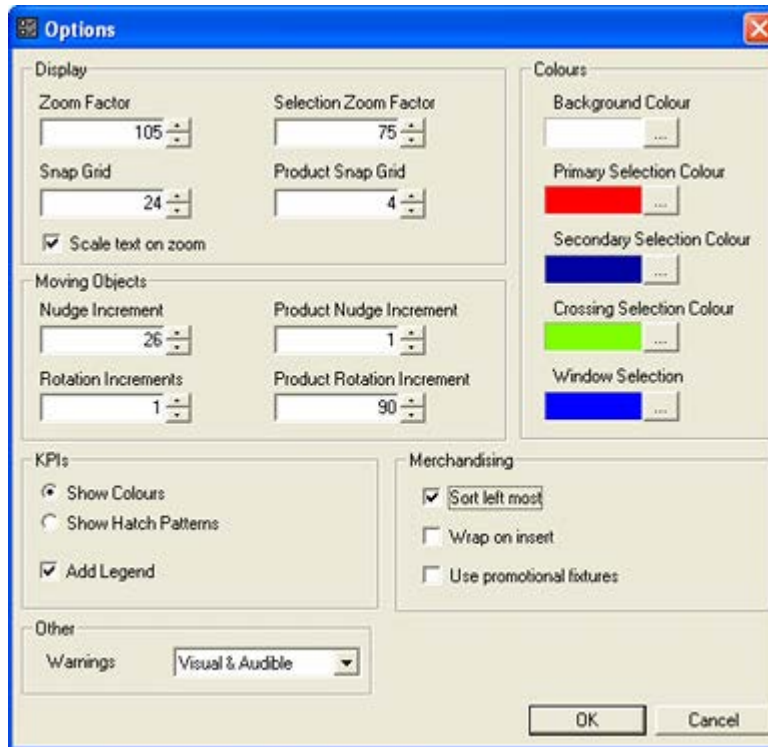 Options
Display
Zoom Factor
105
Selection Zoom Factor
75
Snap Grid
24
Product Snap Grid
4
Scale text on zoom
Moving Objects
Nudge Increment
26
Product Nudge Increment
1
Rotation Increments
1
Product Rotation Increment
90
Colours
Background Colour
...
Primary Selection Colour
...
Secondary Selection Colour
...
Crossing Selection Colour
...
Window Selection
...
KPIs
Show Colours
Show Hatch Patterns
Add Legend
Merchandising
Sort left most
Wrap on insert
Use promotional fixtures
Other
Warnings
Visual & Audible
OK
Cancel